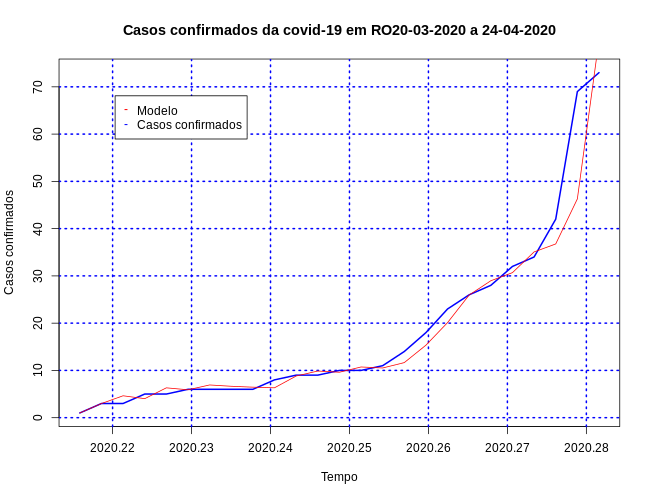 Casos confirmados da covid-19 em RO20-03-2020 a 24-04-2020
70
60
50
40
30
20
10
0
Casos confirmados
Modelo
Casos confirmados
2020.22 2020.23 2020.24 2020.25 2020.26 2020.27 2020.28
Tempo